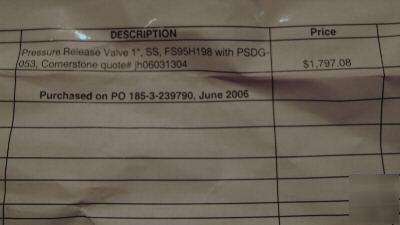 DESCRIPTION Price
Pressure Release Valve 1", SS, FS95H198 with PSDG-
053, Cornerstone quote# jh06031304 $1,797.08
Purchased on PO 185-3-239790, June 2006